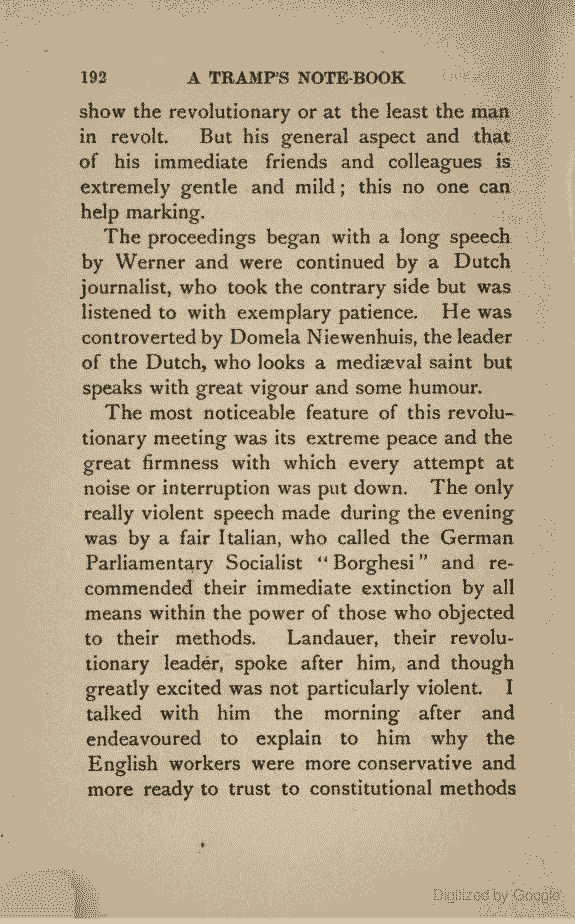 192 A TRAMP'S NOTE-BOOK
show the revolutionary or at the least the man
in revolt. But his general aspect and that
of his immediate friends and colleagues is
extremely gentle and mild; this no one can
help marking.
The proceedings began with a long speech
by Werner and were continued by a Dutch
journalist, who took the contrary side but was
listened to with exemplary patience. He was
controverted by Domela Niewenhuis, the leader
of the Dutch, who looks a mediæval saint but
speaks with great vigour and some humour.
The most noticeable feature of this revolu-
tionary meeting was its extreme peace and the
great firmness with which every attempt at
noise or interruption was put down. The only
really violent speech made during the evening
was by a fair Italian, who called the German
Parliamentary Socialist "Borghesi" and re-
commended their immediate extinction by all
means within the power of those who objected
to their methods. Landauer, their revolu-
tionary leader, spoke after him, and though
greatly excited was not particularly violent. I
talked with him the morning after and
endeavoured to explain to him why the
English workers were more conservative and
more ready to trust to constitutional methods
Digitized by Google